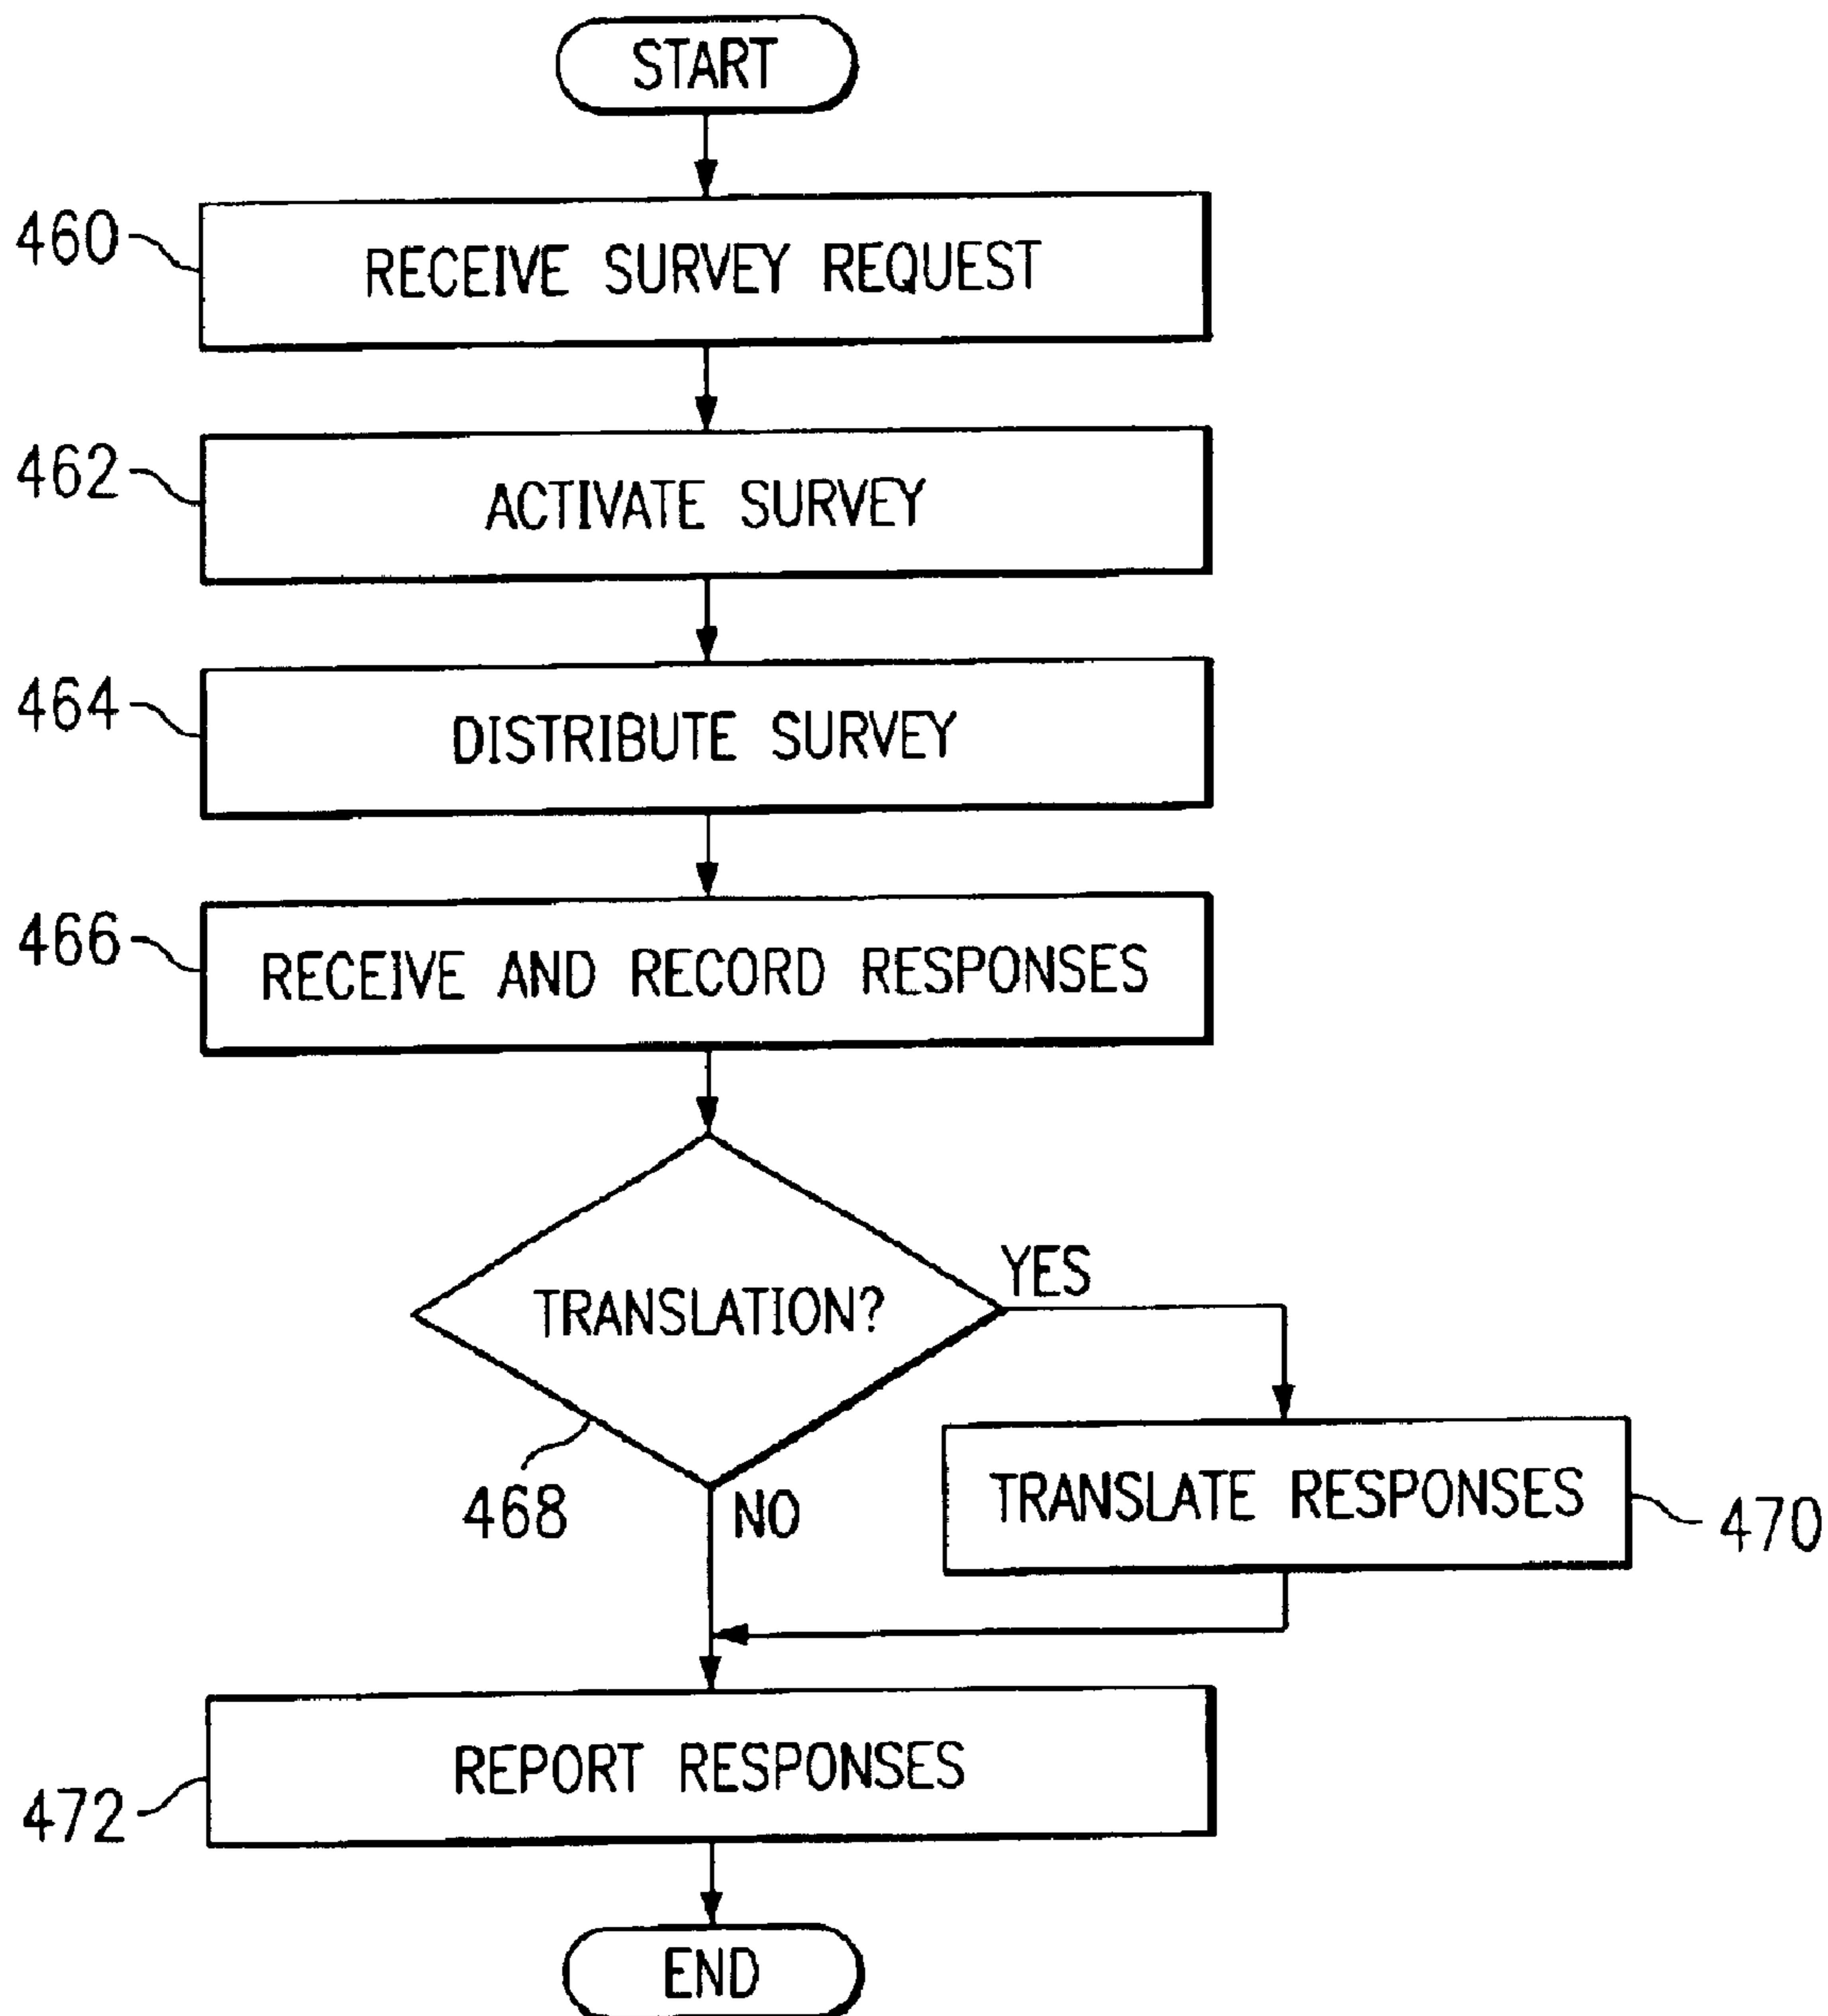 START
460
RECEIVE SURVEY REQUEST
462
ACTIVATE SURVEY
464
DISTRIBUTE SURVEY
466
RECEIVE AND RECORD RESPONSES
TRANSLATION?
YES
468
NO
TRANSLATE RESPONSES
470
REPORT RESPONSES
472
END